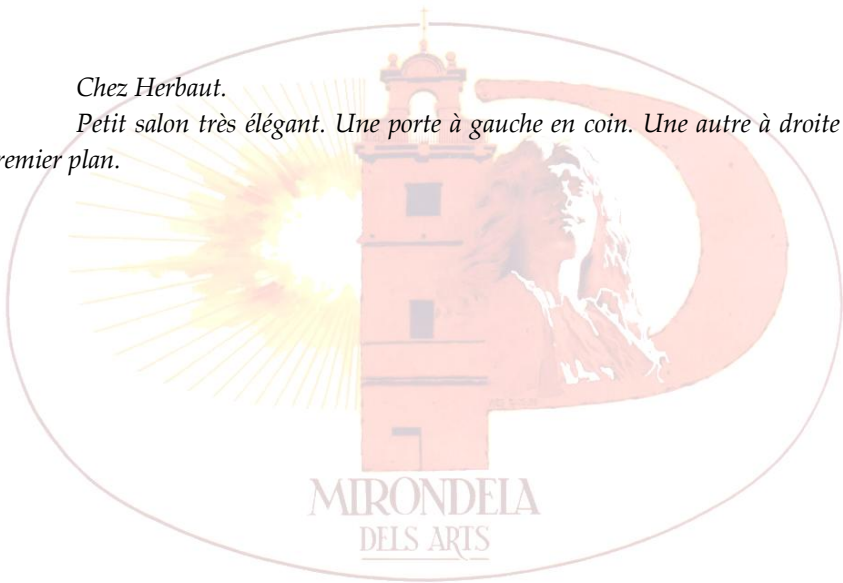 Chez Herbaut.
Petit salon très élégant. Une porte à gauche en coin. Une autre à droite
remier plan.
MIRONDELA
DELS ARTS